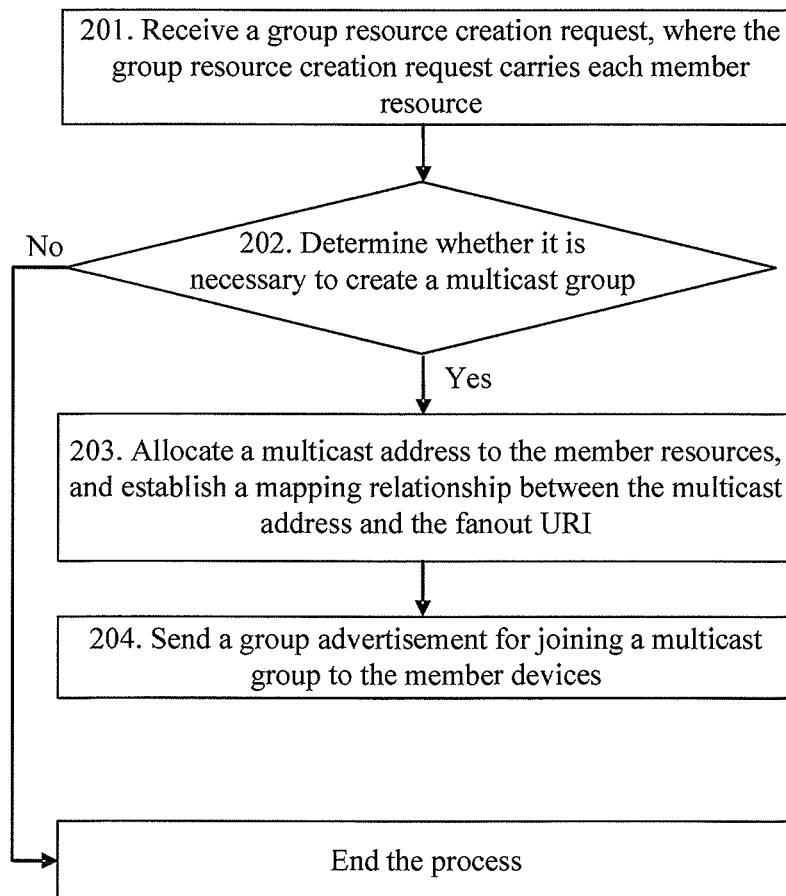 201. Receive a group resource creation request, where the
group resource creation request carries each member
resource
No
202. Determine whether it is
necessary to create a multicast group
Yes
203. Allocate a multicast address to the member resources,
and establish a mapping relationship between the multicast
address and the fanout URI
204. Send a group advertisement for joining a multicast
group to the member devices
End the process